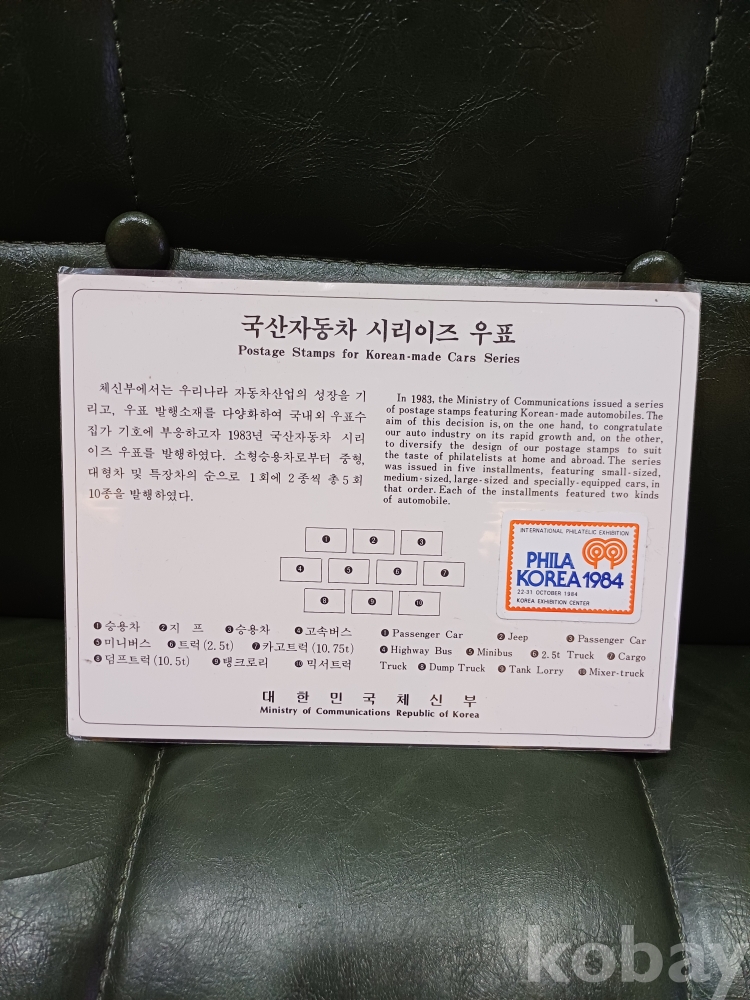 국산자동차 시리이즈 우표
Postage Stamps for Korean-made Cars Series
체신부에서는 우리나라 자동차산업의 성장을 기
리고, 우표 발행소재를 다양화하여 국내외 우표수
집가 기호에 부응하고자 1983년 국산자동차 시리
이즈 우표를 발행하였다. 소형승용차로부터 중형,
대형차 및 특장차의 순으로 1회에 2종씩 총 5회
10종을 발행하였다.
In 1983, the Ministry of Communications issued a series
of postage stamps featuring Korean-made automobiles. The
aim of this decision is, on the one hand, to congratulate
our auto industry on its rapid growth and, on the other,
to diversify the design of our postage stamps to suit
the taste of philatelists at home and abroad. The series
was issued in five installments, featuring small-sized,
medium-sized, large-sized and specially-equipped cars, in
that order. Each of the installments featured two kinds
of automobile.
❶ ❷ ❸
❹ ❺ ❻ ❼
❽ ❾ ❿
INTERNATIONAL PHILATELIC EXHIBITION
PHILA
KOREA 1984
22-31 OCTOBER 1984
KOREA EXHIBITION CENTER
❶ 승용차 ❷ 지 프 ❸ 승용차 ❹ 고속버스
❺ 미니버스 ❻ 트럭 (2.5t) ❼ 카고트럭 (10.75t)
❽ 덤프트럭 (10.5t) ❾ 탱크로리 ❿ 믹서트럭
❶ Passenger Car ❷ Jeep ❸ Passenger Car
❹ Highway Bus ❺ Minibus ❻ 2.5t Truck ❼ Cargo
Truck ❽ Dump Truck ❾ Tank Lorry ❿ Mixer-truck
대 한 민 국 체 신 부
Ministry of Communications Republic of Korea
kobay